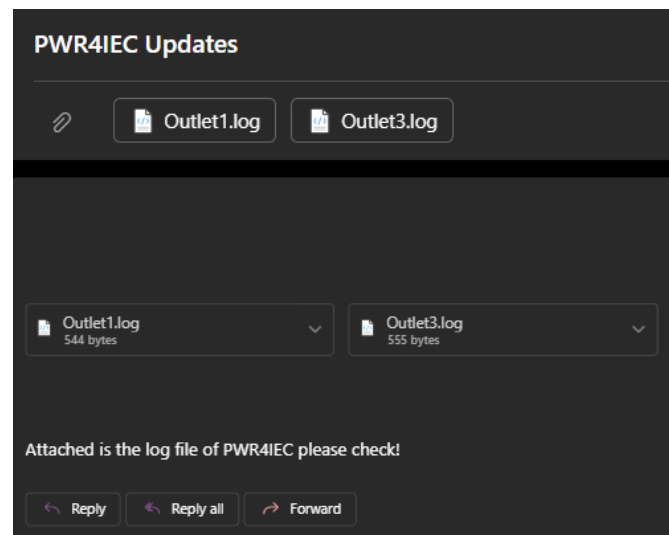 PWR4IEC Updates
Outlet1.log Outlet3.log
Outlet1.log Outlet3.log
544 bytes 555 bytes
Attached is the log file of PWR4IEC please check!
Reply Reply all Forward